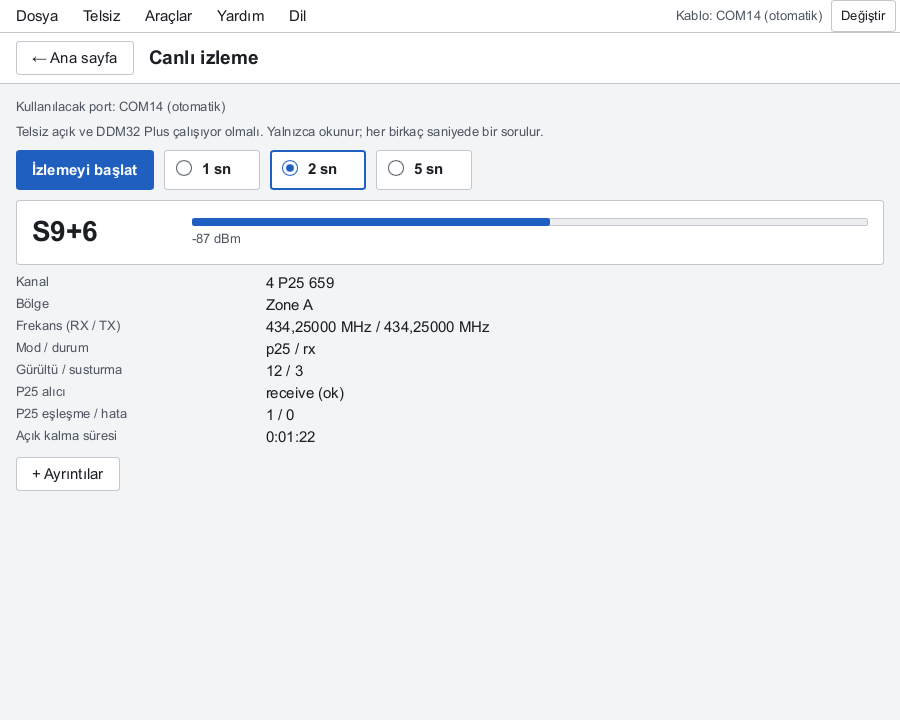 Dosya Telsiz Araçlar Yardım Dil Kablo: COM14 (otomatik) Değiştir
← Ana sayfa Canlı izleme
Kullanılacak port: COM14 (otomatik)
Telsiz açık ve DDM32 Plus çalışıyor olmalı. Yalnızca okunur; her birkaç saniyede bir sorulur.
İzlemeyi başlat 1 sn 2 sn 5 sn
S9+6
-87 dBm
Kanal 4 P25 659
Bölge Zone A
Frekans (RX / TX) 434,25000 MHz / 434,25000 MHz
Mod / durum p25 / rx
Gürültü / susturma 12 / 3
P25 alıcı receive (ok)
P25 eşleşme / hata 1 / 0
Açık kalma süresi 0:01:22
+ Ayrıntılar